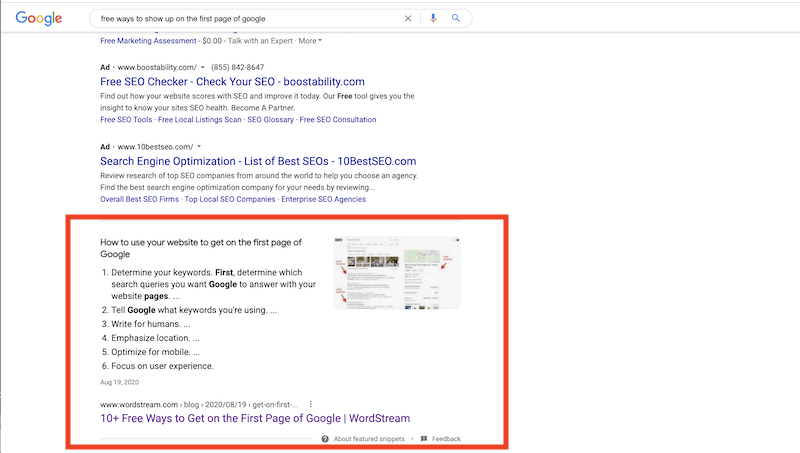 Google
free ways to show up on the first page of google
Free Marketing Assessment - $0.00 - Talk with an Expert · More
Ad · www.boostability.com/ (855) 842-8647
Free SEO Checker - Check Your SEO - boostability.com
Find out how your website scores with SEO and improve it today. Our Free tool gives you the
insight to know your sites SEO health. Become A Partner.
Free SEO Tools · Free Local Listings Scan · SEO Glossary · Free SEO Consultation
Ad · www.10bestseo.com/
Search Engine Optimization - List of Best SEOs - 10BestSEO.com
Review research of top SEO companies from around the world to help you choose an agency.
Find the best search engine optimization company for your needs by reviewing...
Overall Best SEO Firms · Top Local SEO Companies · Enterprise SEO Agencies
How to use your website to get on the first page of
Google
1. Determine your keywords. First, determine which
search queries you want Google to answer with your
website pages. ...
2. Tell Google what keywords you're using. ...
3. Write for humans. ...
4. Emphasize location. ...
5. Optimize for mobile. ...
6. Focus on user experience.
Aug 19, 2020
www.wordstream.com › blog › 2020/08/19 › get-on-first-...
10+ Free Ways to Get on the First Page of Google | WordStream
About featured snippets · Feedback